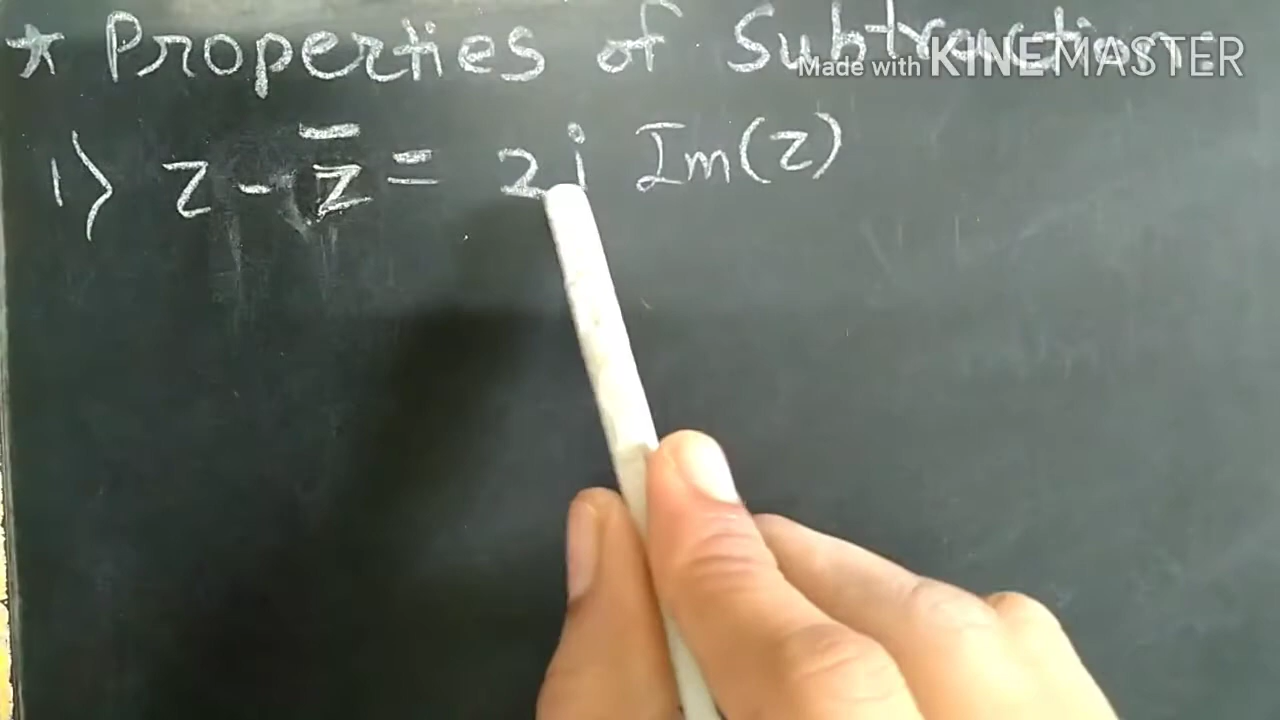 * Properties of Subtraction:
Made with KINEMASTER
1) z - z̅ = 2i Im(z)